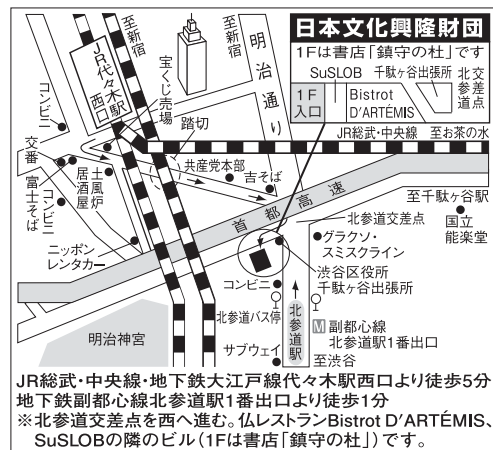 日本文化興隆財団
1Fは書店「鎮守の杜」です
SuSLOB
千駄ヶ谷出張所
北参道
交差点
1F
入口
Bistrot
D'ARTÉMIS
至新宿
至新宿
JR代々木駅
西口
宝くじ売場
明治通り
踏切
コンビニ
交番
富士そば
コンビニ
居酒屋
土風炉
共産党本部
吉そば
JR総武・中央線
至お茶の水
首都高速
至千駄ヶ谷駅
北参道交差点
国立
能楽堂
グラクソ・
スミスクライン
渋谷区役所
千駄ヶ谷出張所
ニッポン
レンタカー
コンビニ
北参道バス停
北参道駅
M 副都心線
北参道駅1番出口
明治神宮
サブウェイ
至渋谷
JR総武・中央線・地下鉄大江戸線代々木駅西口より徒歩5分
地下鉄副都心線北参道駅1番出口より徒歩1分
※北参道交差点を西へ進む。仏レストランBistrot D'ARTÉMIS、
SuSLOBの隣のビル(1Fは書店「鎮守の杜」)です。